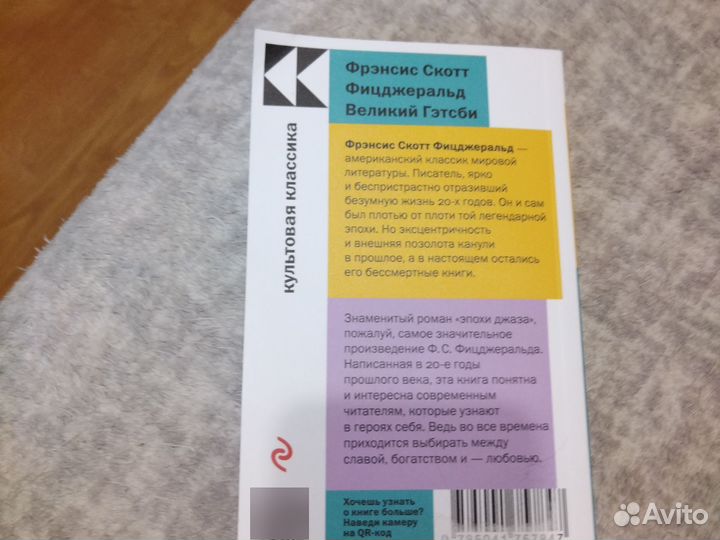 Фрэнсис Скотт
Фицджеральд
Великий Гэтсби
культовая классика
Фрэнсис Скотт Фицджеральд —
американский классик мировой
литературы. Писатель, ярко
и беспристрастно отразивший
безумную жизнь 20-х годов. Он и сам
был плотью от плоти той легендарной
эпохи. Но эксцентричность
и внешняя позолота канули
в прошлое, а в настоящем остались
его бессмертные книги.
Знаменитый роман «эпохи джаза»,
пожалуй, самое значительное
произведение Ф. С. Фицджеральда.
Написанная в 20-е годы
прошлого века, эта книга понятна
и интересна современным
читателям, которые узнают
в героях себя. Ведь во все времена
приходится выбирать между
славой, богатством и — любовью.
Хочешь узнать
о книге больше?
Наведи камеру
на QR-код
Avito